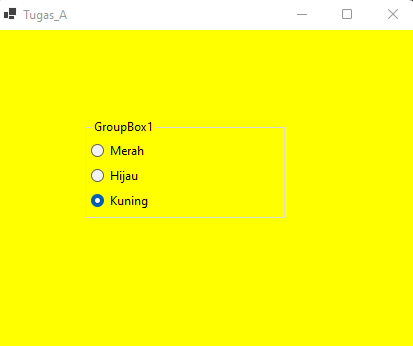 Tugas_A
GroupBox1
Merah
Hijau
Kuning